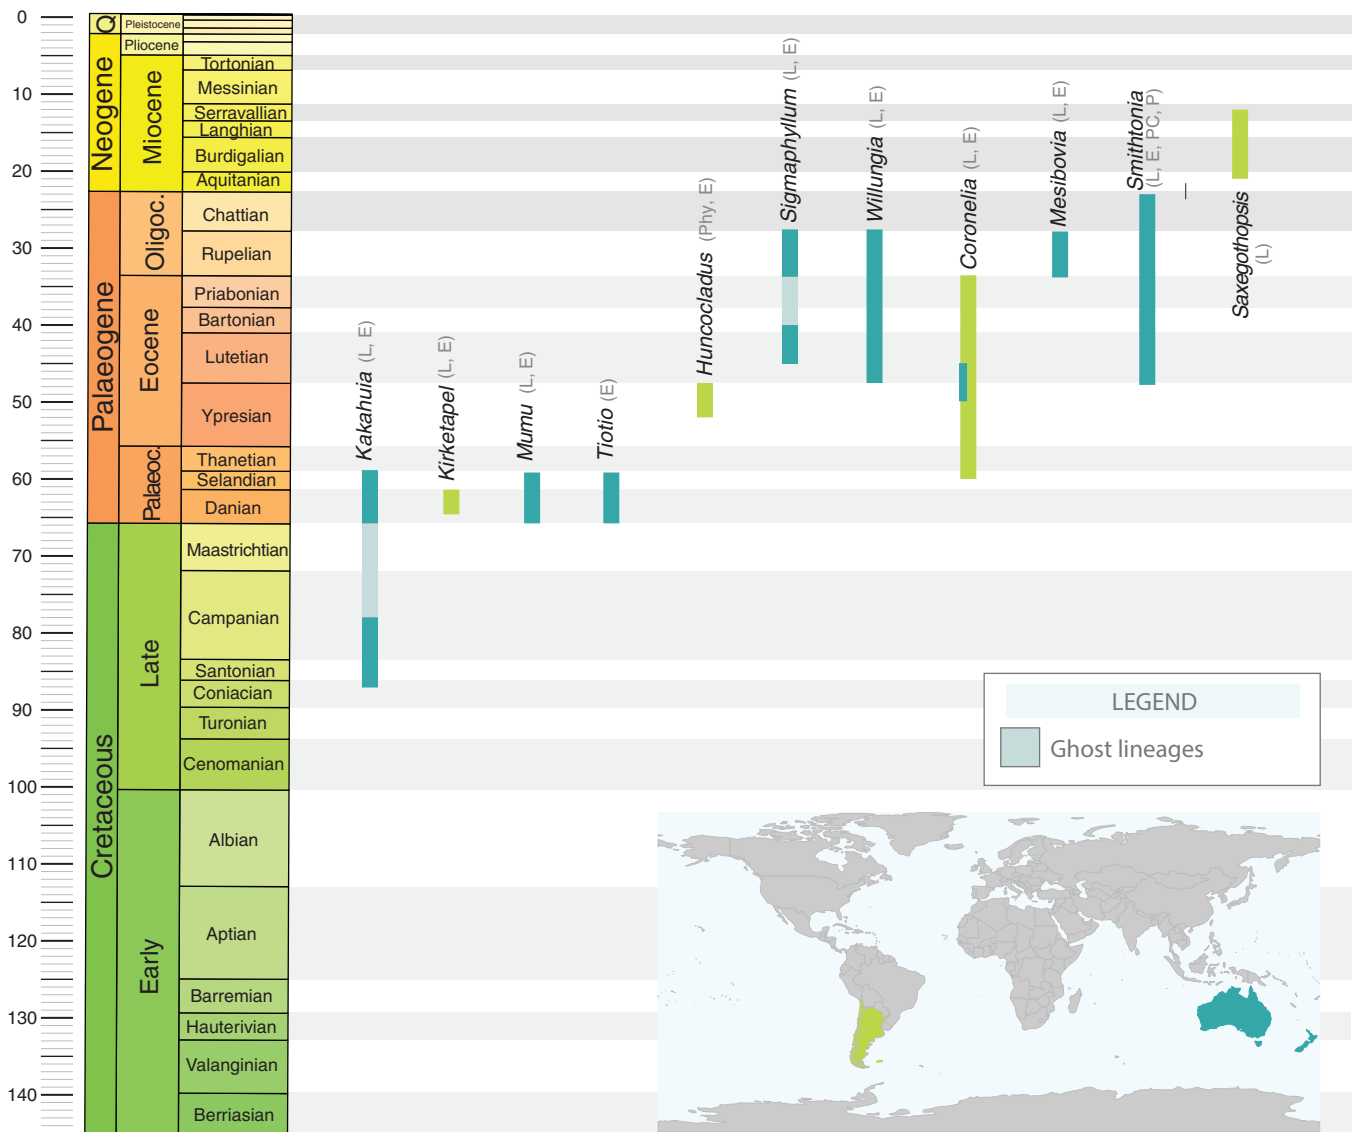 0
10
20
30
40
50
60
70
80
90
100
110
120
130
140
Q
Neogene
Palaeogene
Cretaceous
Pleistocene
Pliocene
Miocene
Oligoc.
Eocene
Palaeoc.
Late
Early
Tortonian
Messinian
Serravallian
Langhian
Burdigalian
Aquitanian
Chattian
Rupelian
Priabonian
Bartonian
Lutetian
Ypresian
Thanetian
Selandian
Danian
Maastrichtian
Campanian
Santonian
Coniacian
Turonian
Cenomanian
Albian
Aptian
Barremian
Hauterivian
Valanginian
Berriasian
Kakahuia (L, E)
Kirketapel (L, E)
Mumu (L, E)
Tiotio (E)
Huncocladus (Phy, E)
Sigmaphyllum (L, E)
Willungia (L, E)
Coronelia (L, E)
Mesibovia (L, E)
Smithtonia
(L, E, PC, P)
Saxegothopsis
(L)
LEGEND
Ghost lineages